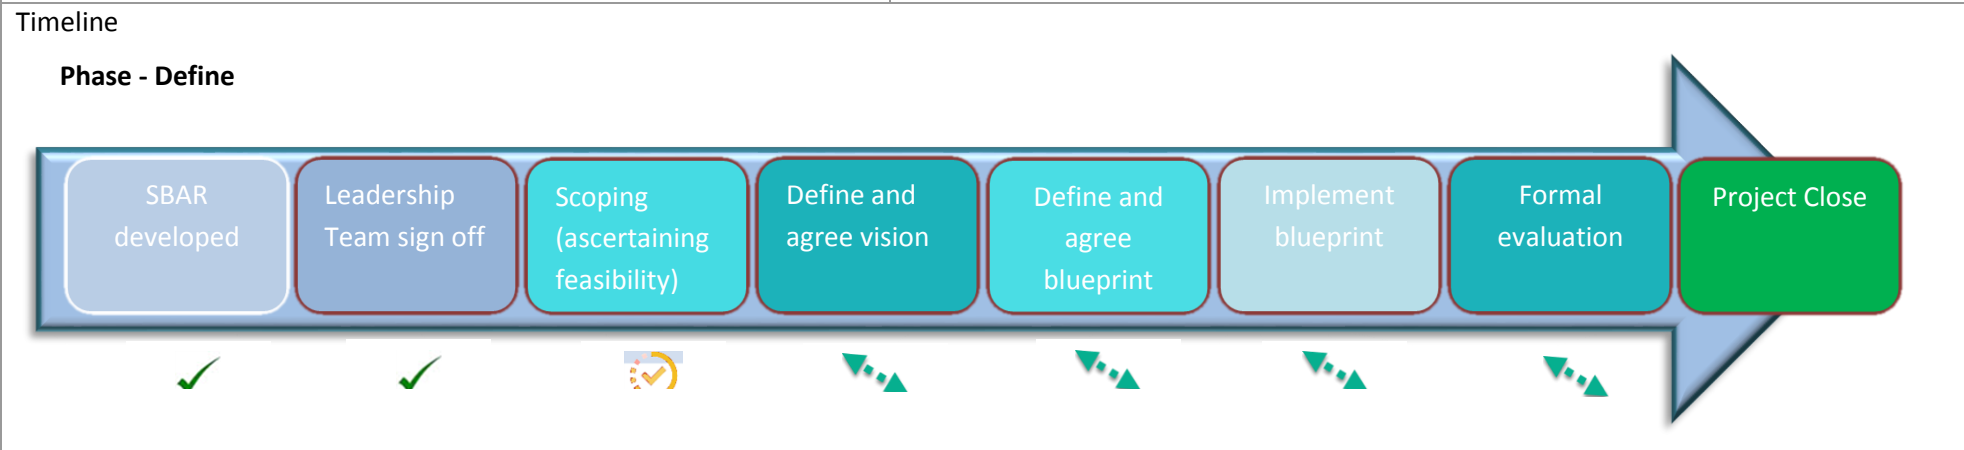 Timeline
Phase - Define
SBAR
developed
Leadership
Team sign off
Scoping
(ascertaining
feasibility)
Define and
agree vision
Define and
agree
blueprint
Implement
blueprint
Formal
evaluation
Project Close